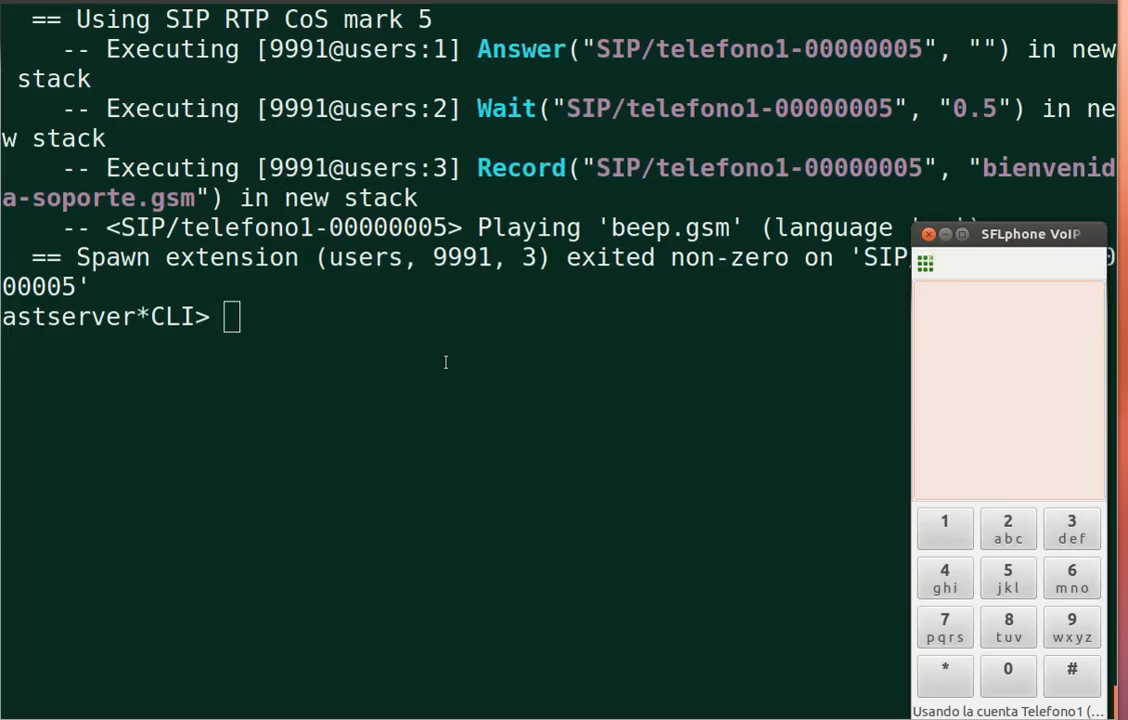 == Using SIP RTP CoS mark 5
-- Executing [9991@users:1] Answer("SIP/telefono1-00000005", "") in new
stack
-- Executing [9991@users:2] Wait("SIP/telefono1-00000005", "0.5") in ne
w stack
-- Executing [9991@users:3] Record("SIP/telefono1-00000005", "bienvenid
a-soporte.gsm") in new stack
-- <SIP/telefono1-00000005> Playing 'beep.gsm' (language
== Spawn extension (users, 9991, 3) exited non-zero on 'SIP
00005'
astserver*CLI>
SFLphone VoIP
1
2
abc
3
def
4
ghi
5
jkl
6
mno
7
pqrs
8
tuv
9
wxyz
*
0
#
Usando la cuenta Telefono1 (...